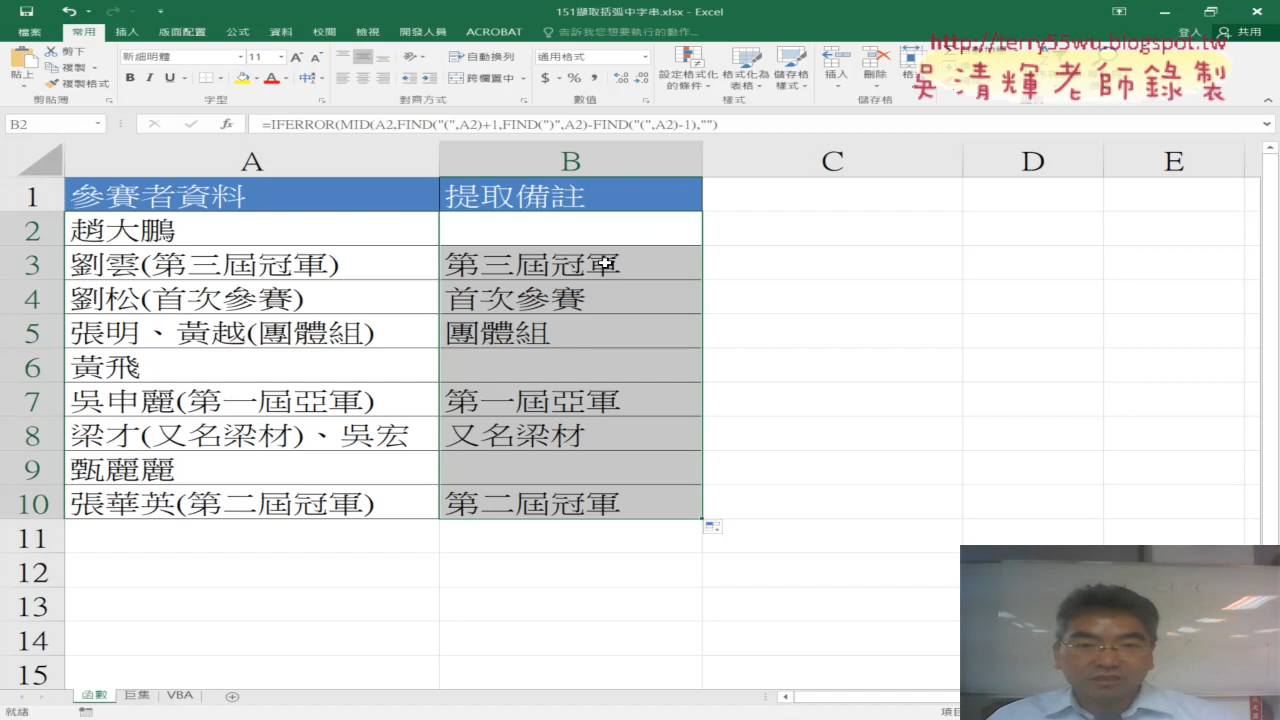 151擷取括弧中字串.xlsx - Excel
檔案 常用 插入 版面配置 公式 資料 校閱 檢視 開發人員 ACROBAT 告訴我您想要執行的動作... 登入 共用
http://terry55wu.blogspot.tw
吳清輝老師錄製
貼上 剪下 複製 複製格式 剪貼簿
新細明體 11 字型
B I U A
自動換列 跨欄置中 對齊方式
通用格式 $ % 數值
設定格式化的條件 格式化為表格 儲存格樣式 樣式
插入 刪除 儲存格
B2 fx =IFERROR(MID(A2,FIND("(",A2)+1,FIND(")",A2)-FIND("(",A2)-1),"")
A B C D E
1 參賽者資料 提取備註
2 趙大鵬
3 劉雲(第三屆冠軍) 第三屆冠軍
4 劉松(首次參賽) 首次參賽
5 張明、黃越(團體組) 團體組
6 黃飛
7 吳申麗(第一屆亞軍) 第一屆亞軍
8 梁才(又名梁材)、吳宏 又名梁材
9 甄麗麗
10 張華英(第二屆冠軍) 第二屆冠軍
11
12
13
14
15
函數 巨集 VBA
就緒